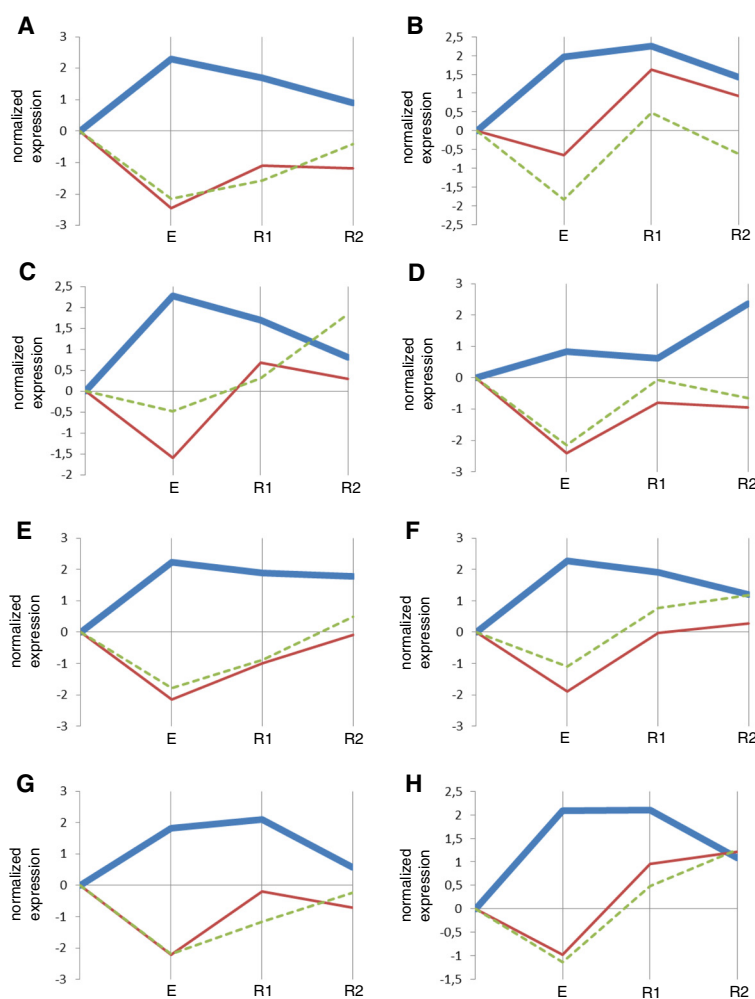 A
normalized
expression
3
2
1
0
-1
-2
-3
E
R1
R2
B
normalized
expression
2,5
2
1,5
1
0,5
0
-0,5
-1
-1,5
-2
-2,5
E
R1
R2
C
normalized
expression
2,5
2
1,5
1
0,5
0
-0,5
-1
-1,5
-2
E
R1
R2
D
normalized
expression
3
2
1
0
-1
-2
-3
E
R1
R2
E
normalized
expression
3
2
1
0
-1
-2
-3
E
R1
R2
F
normalized
expression
3
2
1
0
-1
-2
-3
E
R1
R2
G
normalized
expression
3
2
1
0
-1
-2
-3
E
R1
R2
H
normalized
expression
2,5
2
1,5
1
0,5
0
-0,5
-1
-1,5
E
R1
R2